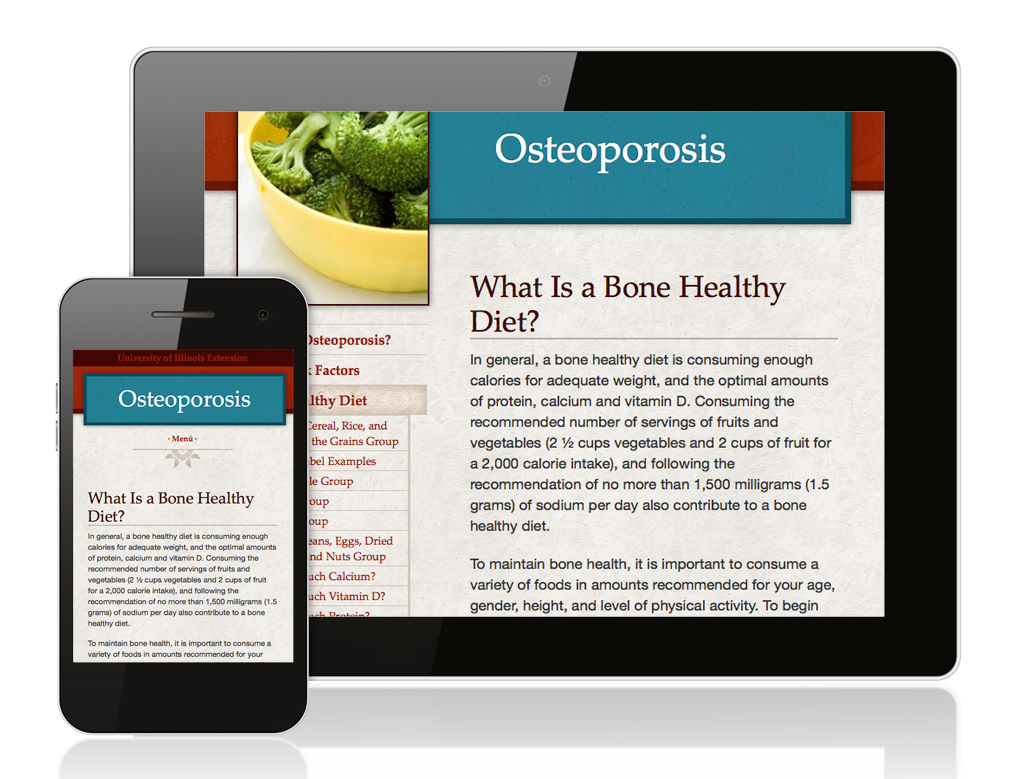 Osteoporosis
What Is a Bone Healthy
Diet?
In general, a bone healthy diet is consuming enough
calories for adequate weight, and the optimal amounts
of protein, calcium and vitamin D. Consuming the
recommended number of servings of fruits and
vegetables (2 ½ cups vegetables and 2 cups of fruit for
a 2,000 calorie intake), and following the
recommendation of no more than 1,500 milligrams (1.5
grams) of sodium per day also contribute to a bone
healthy diet.
To maintain bone health, it is important to consume a
variety of foods in amounts recommended for your age,
gender, height, and level of physical activity. To begin
Osteoporosis?
k Factors
lthy Diet
Cereal, Rice, and
the Grains Group
bel Examples
le Group
oup
oup
eans, Eggs, Dried
nd Nuts Group
uch Calcium?
uch Vitamin D?
uch Protein?
University of Illinois Extension
Osteoporosis
· Menú ·
What Is a Bone Healthy
Diet?
In general, a bone healthy diet is consuming enough
calories for adequate weight, and the optimal amounts
of protein, calcium and vitamin D. Consuming the
recommended number of servings of fruits and
vegetables (2 ½ cups vegetables and 2 cups of fruit
for a 2,000 calorie intake), and following the
recommendation of no more than 1,500 milligrams (1.5
grams) of sodium per day also contribute to a bone
healthy diet.
To maintain bone health, it is important to consume a
variety of foods in amounts recommended for your